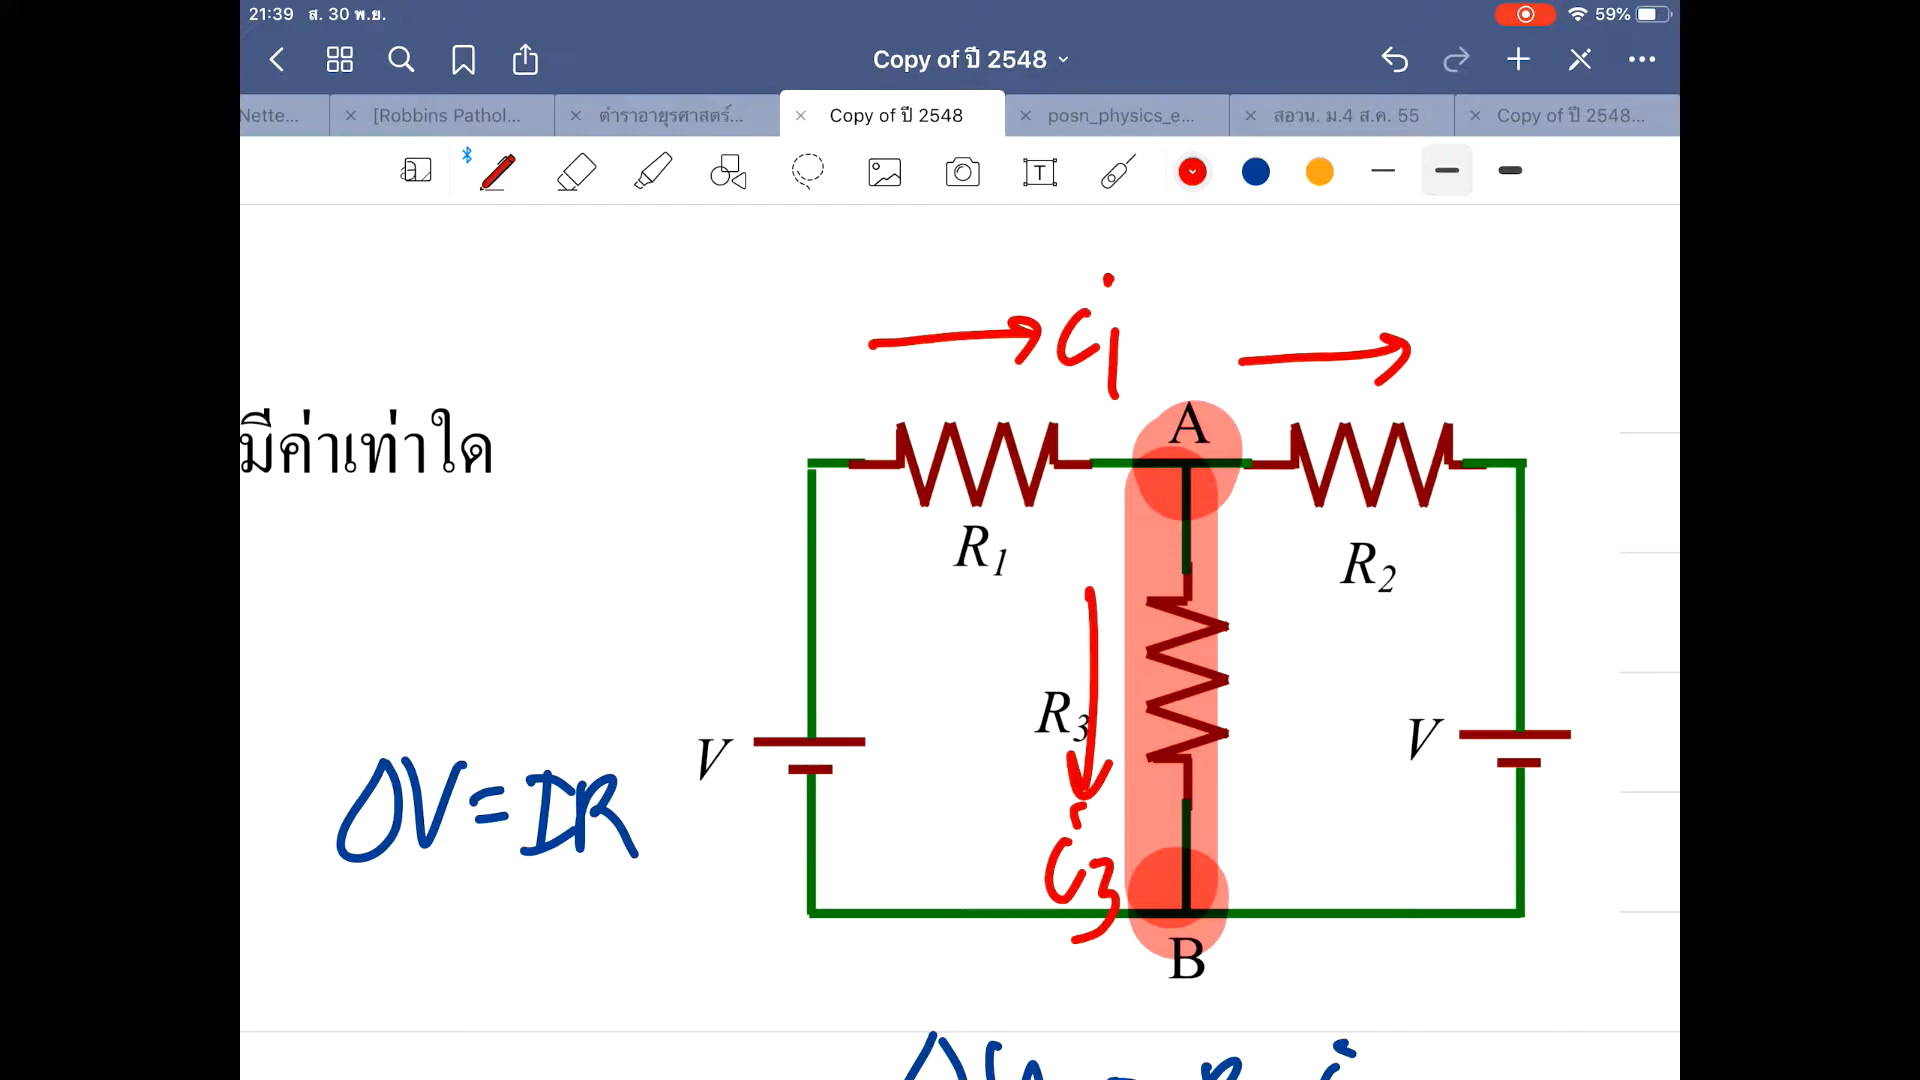 21:39 ส. 30 พ.ย. 59%
Copy of ปี 2548
Nette... [Robbins Pathol... ตำราอายุรศาสตร์... Copy of ปี 2548 posn_physics_e... สอวน. ม.4 ส.ค. 55 Copy of ปี 2548...
T
i1
A
มีค่าเท่าใด
R1
R2
R3
V
V
ΔV=IR
i3
B